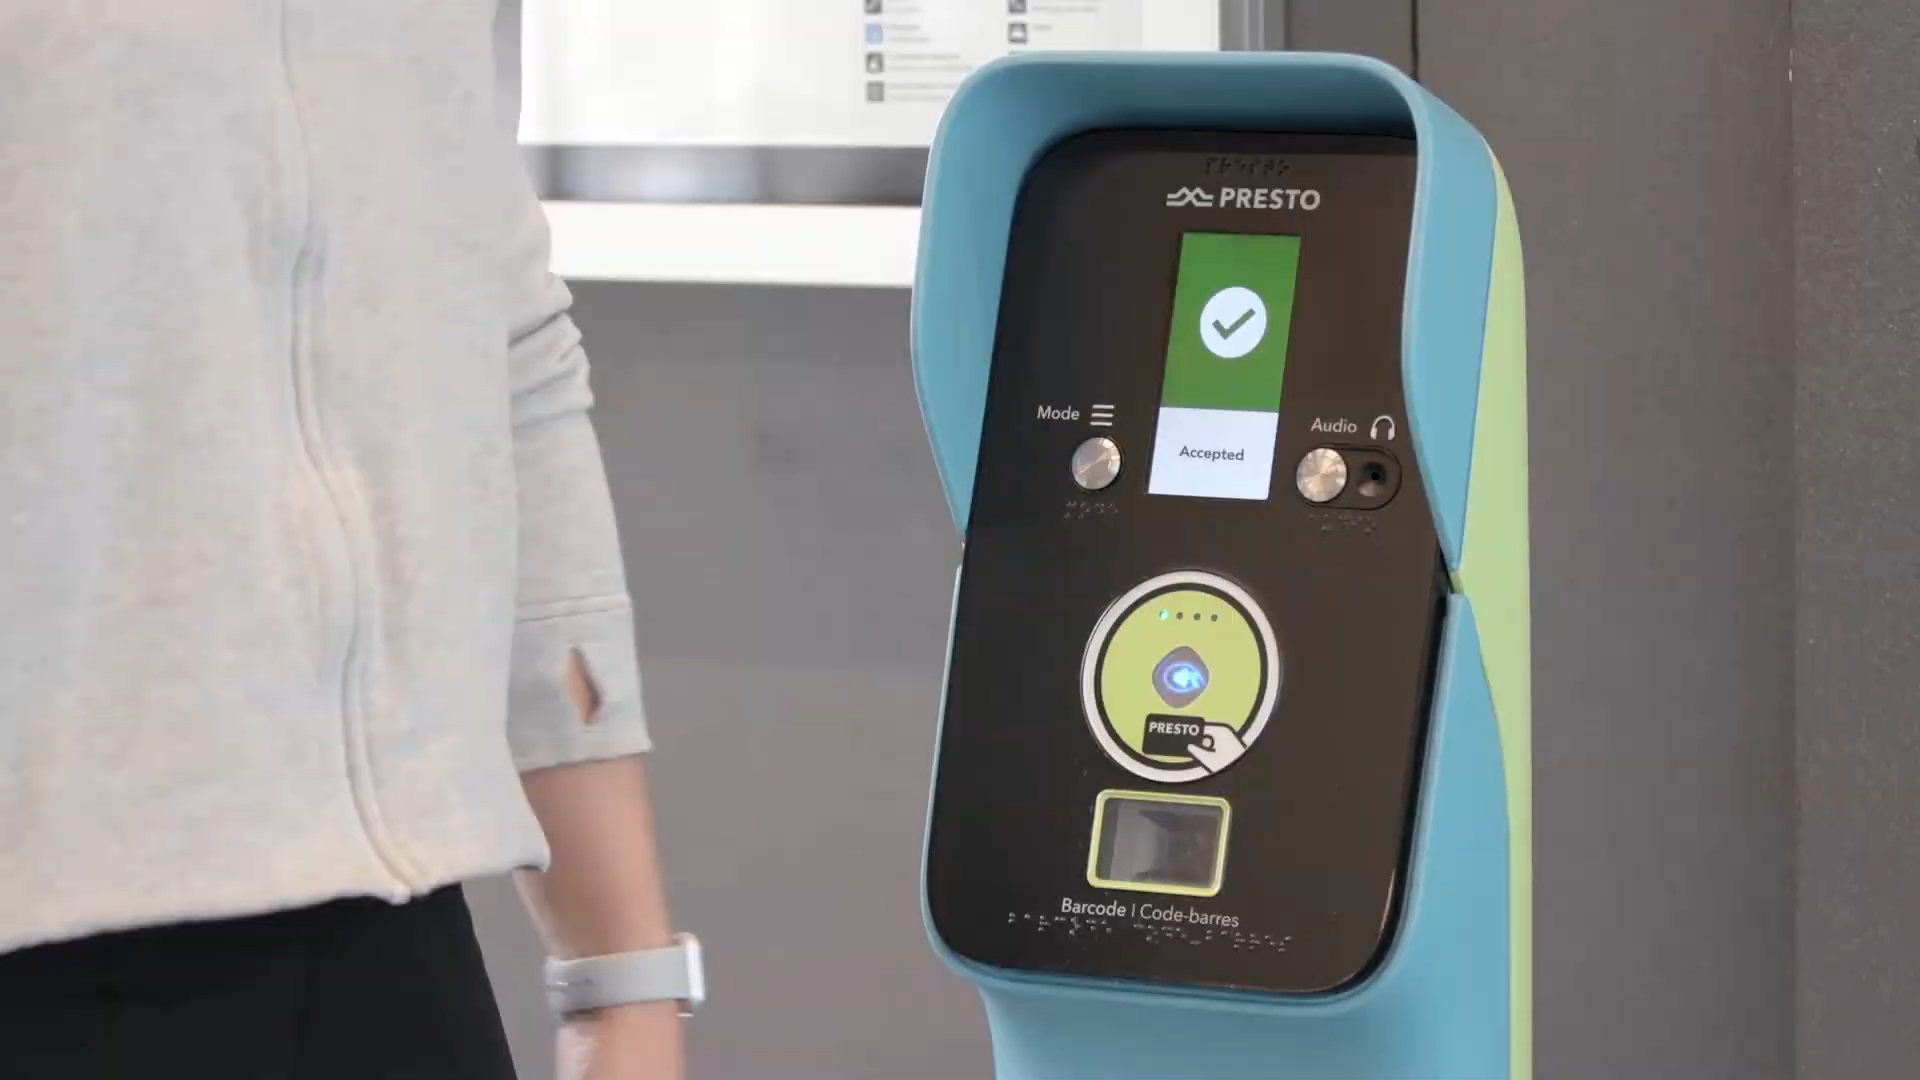 PRESTO
Mode
Audio
Accepted
PRESTO
Barcode | Code-barres